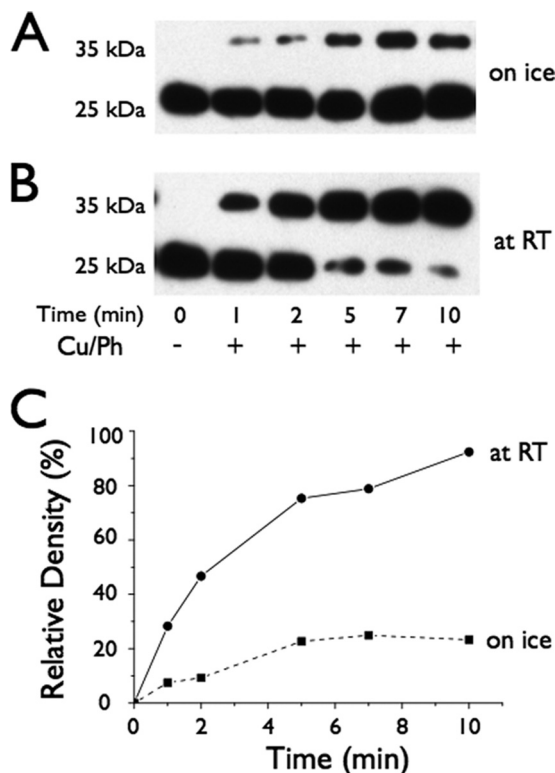 A
35 kDa
on ice
25 kDa
B
35 kDa
at RT
25 kDa
Time (min) 0 1 2 5 7 10
Cu/Ph - + + + + +
C
Relative Density (%)
100
80
60
40
20
0
at RT
on ice
0 2 4 6 8 10
Time (min)